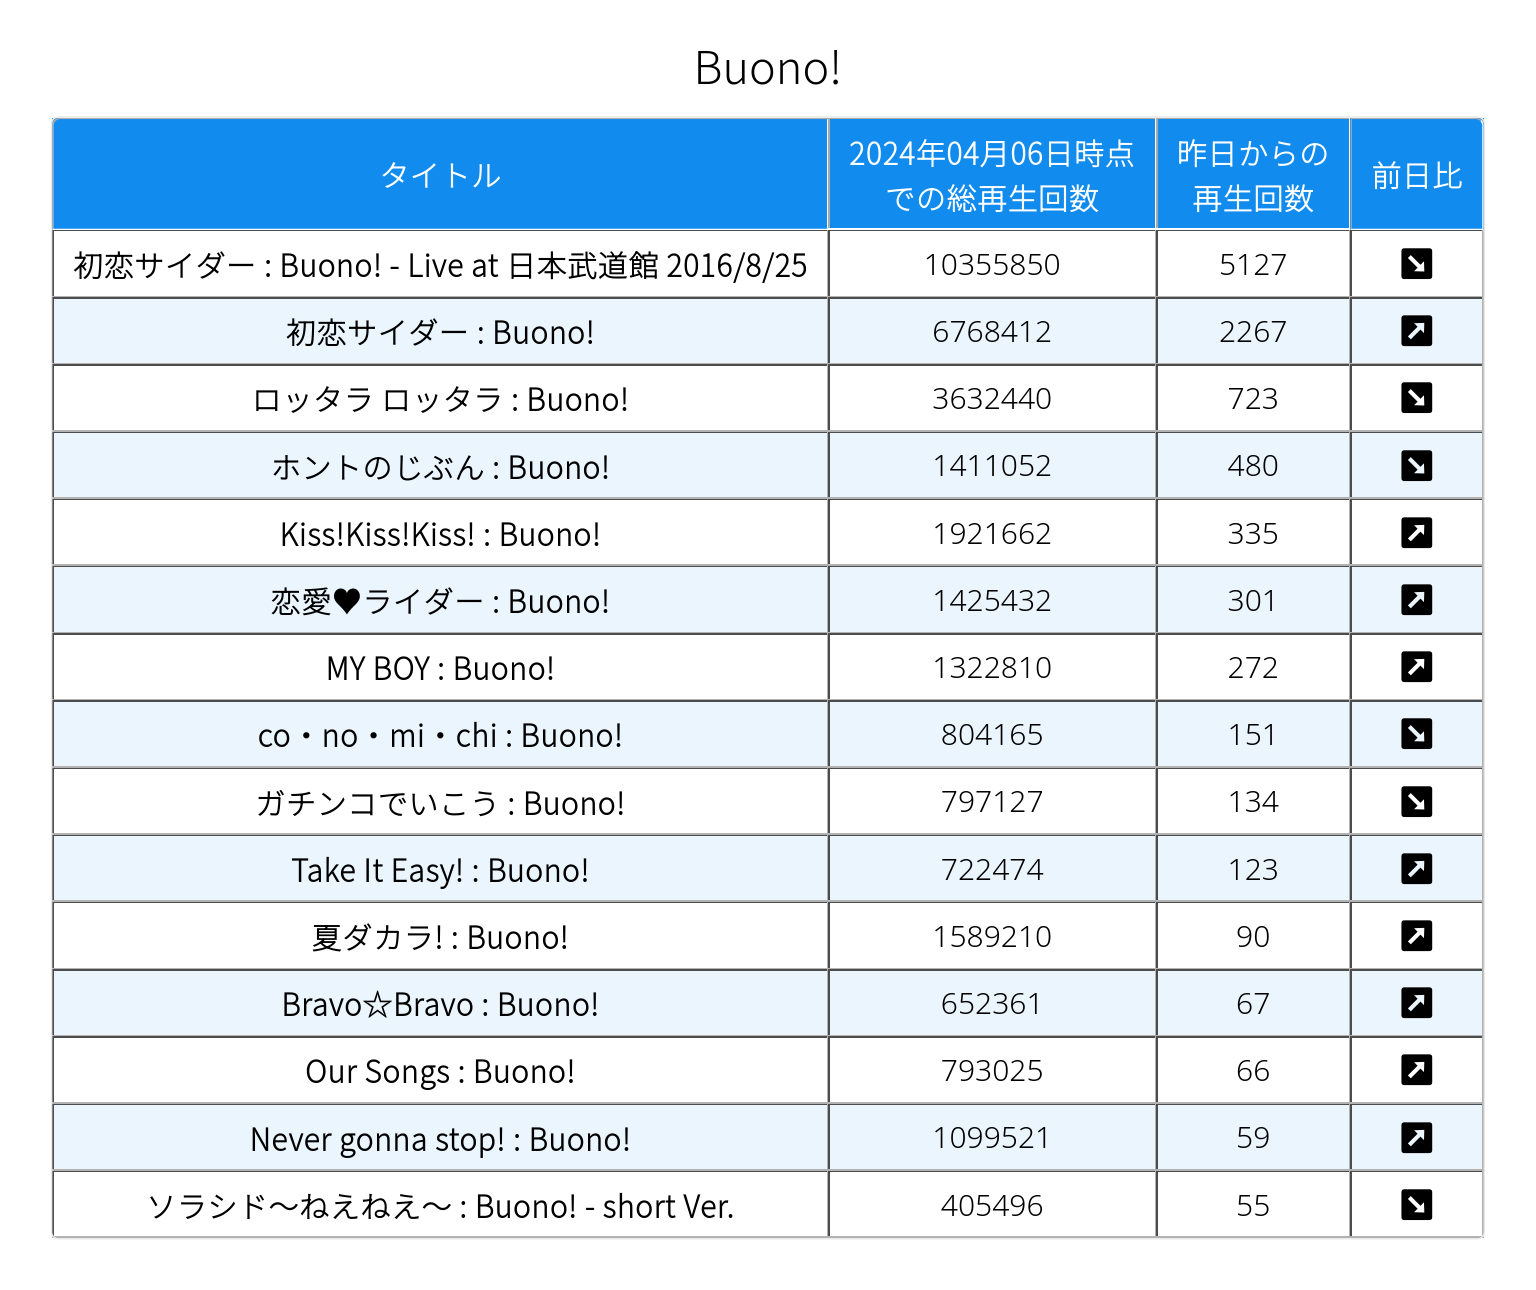 Buono!
タイトル 2024年04月06日時点 昨日からの 前日比
での総再生回数 再生回数
初恋サイダー : Buono! - Live at 日本武道館 2016/8/25 10355850 5127
初恋サイダー : Buono! 6768412 2267
ロッタラ ロッタラ : Buono! 3632440 723
ホントのじぶん : Buono! 1411052 480
Kiss!Kiss!Kiss! : Buono! 1921662 335
恋愛♥ライダー : Buono! 1425432 301
MY BOY : Buono! 1322810 272
co・no・mi・chi : Buono! 804165 151
ガチンコでいこう : Buono! 797127 134
Take It Easy! : Buono! 722474 123
夏ダカラ! : Buono! 1589210 90
Bravo☆Bravo : Buono! 652361 67
Our Songs : Buono! 793025 66
Never gonna stop! : Buono! 1099521 59
ソラシド〜ねえねえ〜 : Buono! - short Ver. 405496 55